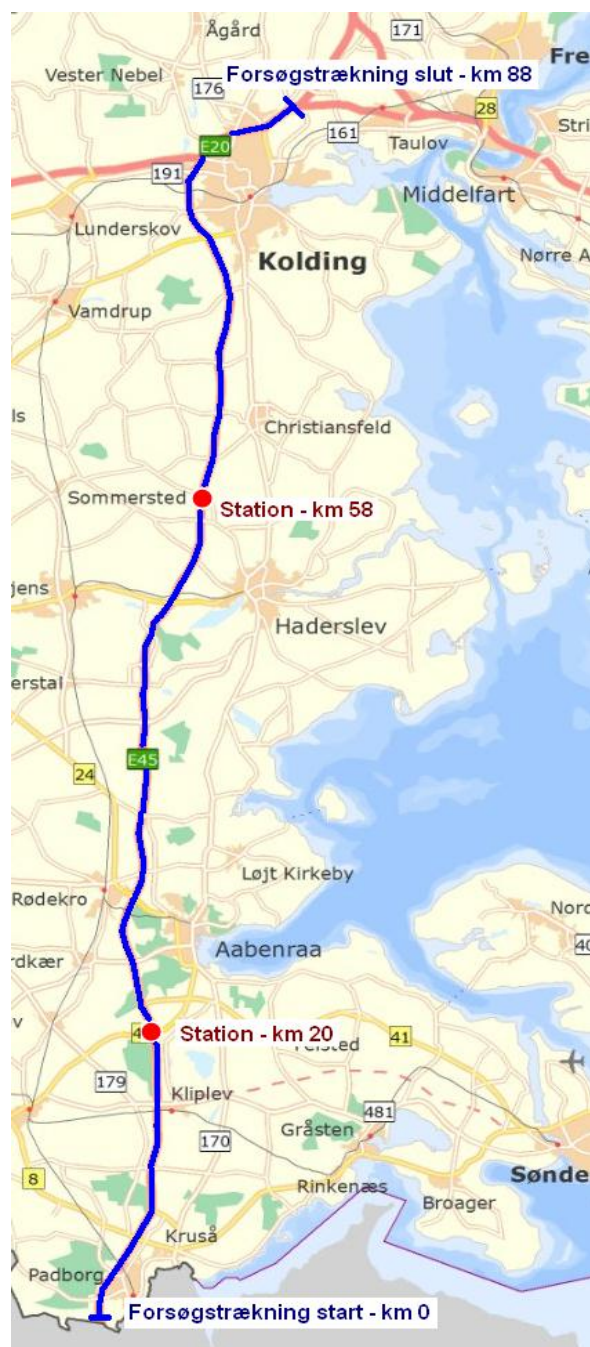 Ågård
171
Fre
Vester Nebel
176
Forsøgstrækning slut - km 88
28
E20
161
Taulov
Stri
191
Middelfart
Lunderskov
Kolding
Nørre A
Vamdrup
ls
Christiansfeld
Sommersted
Station - km 58
jens
Haderslev
erstal
E45
24
Løjt Kirkeby
Rødekro
Nord
40
Aabenraa
rdkær
Station - km 20
41
179
Kliplev
481
170
Gråsten
8
Rinkenæs
Sønde
Broager
Kruså
Padborg
Forsøgstrækning start - km 0